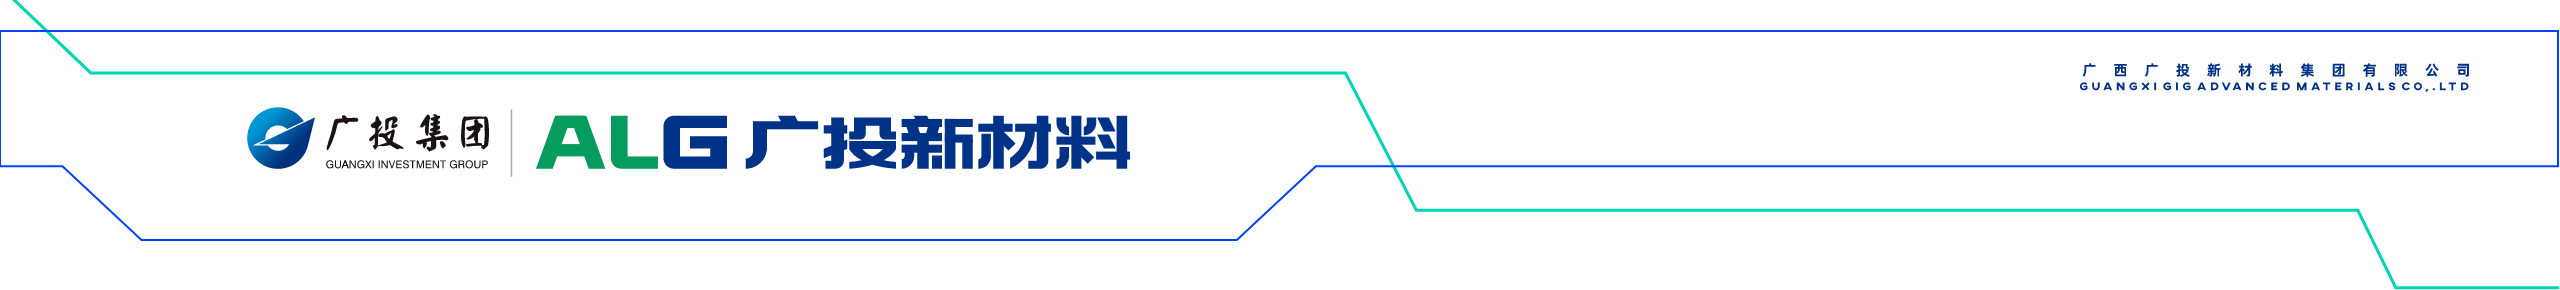 广投集团
GUANGXI INVESTMENT GROUP
ALG 广投新材料
广西广投新材料集团有限公司
GUANGXI GIG ADVANCED MATERIALS CO,.LTD